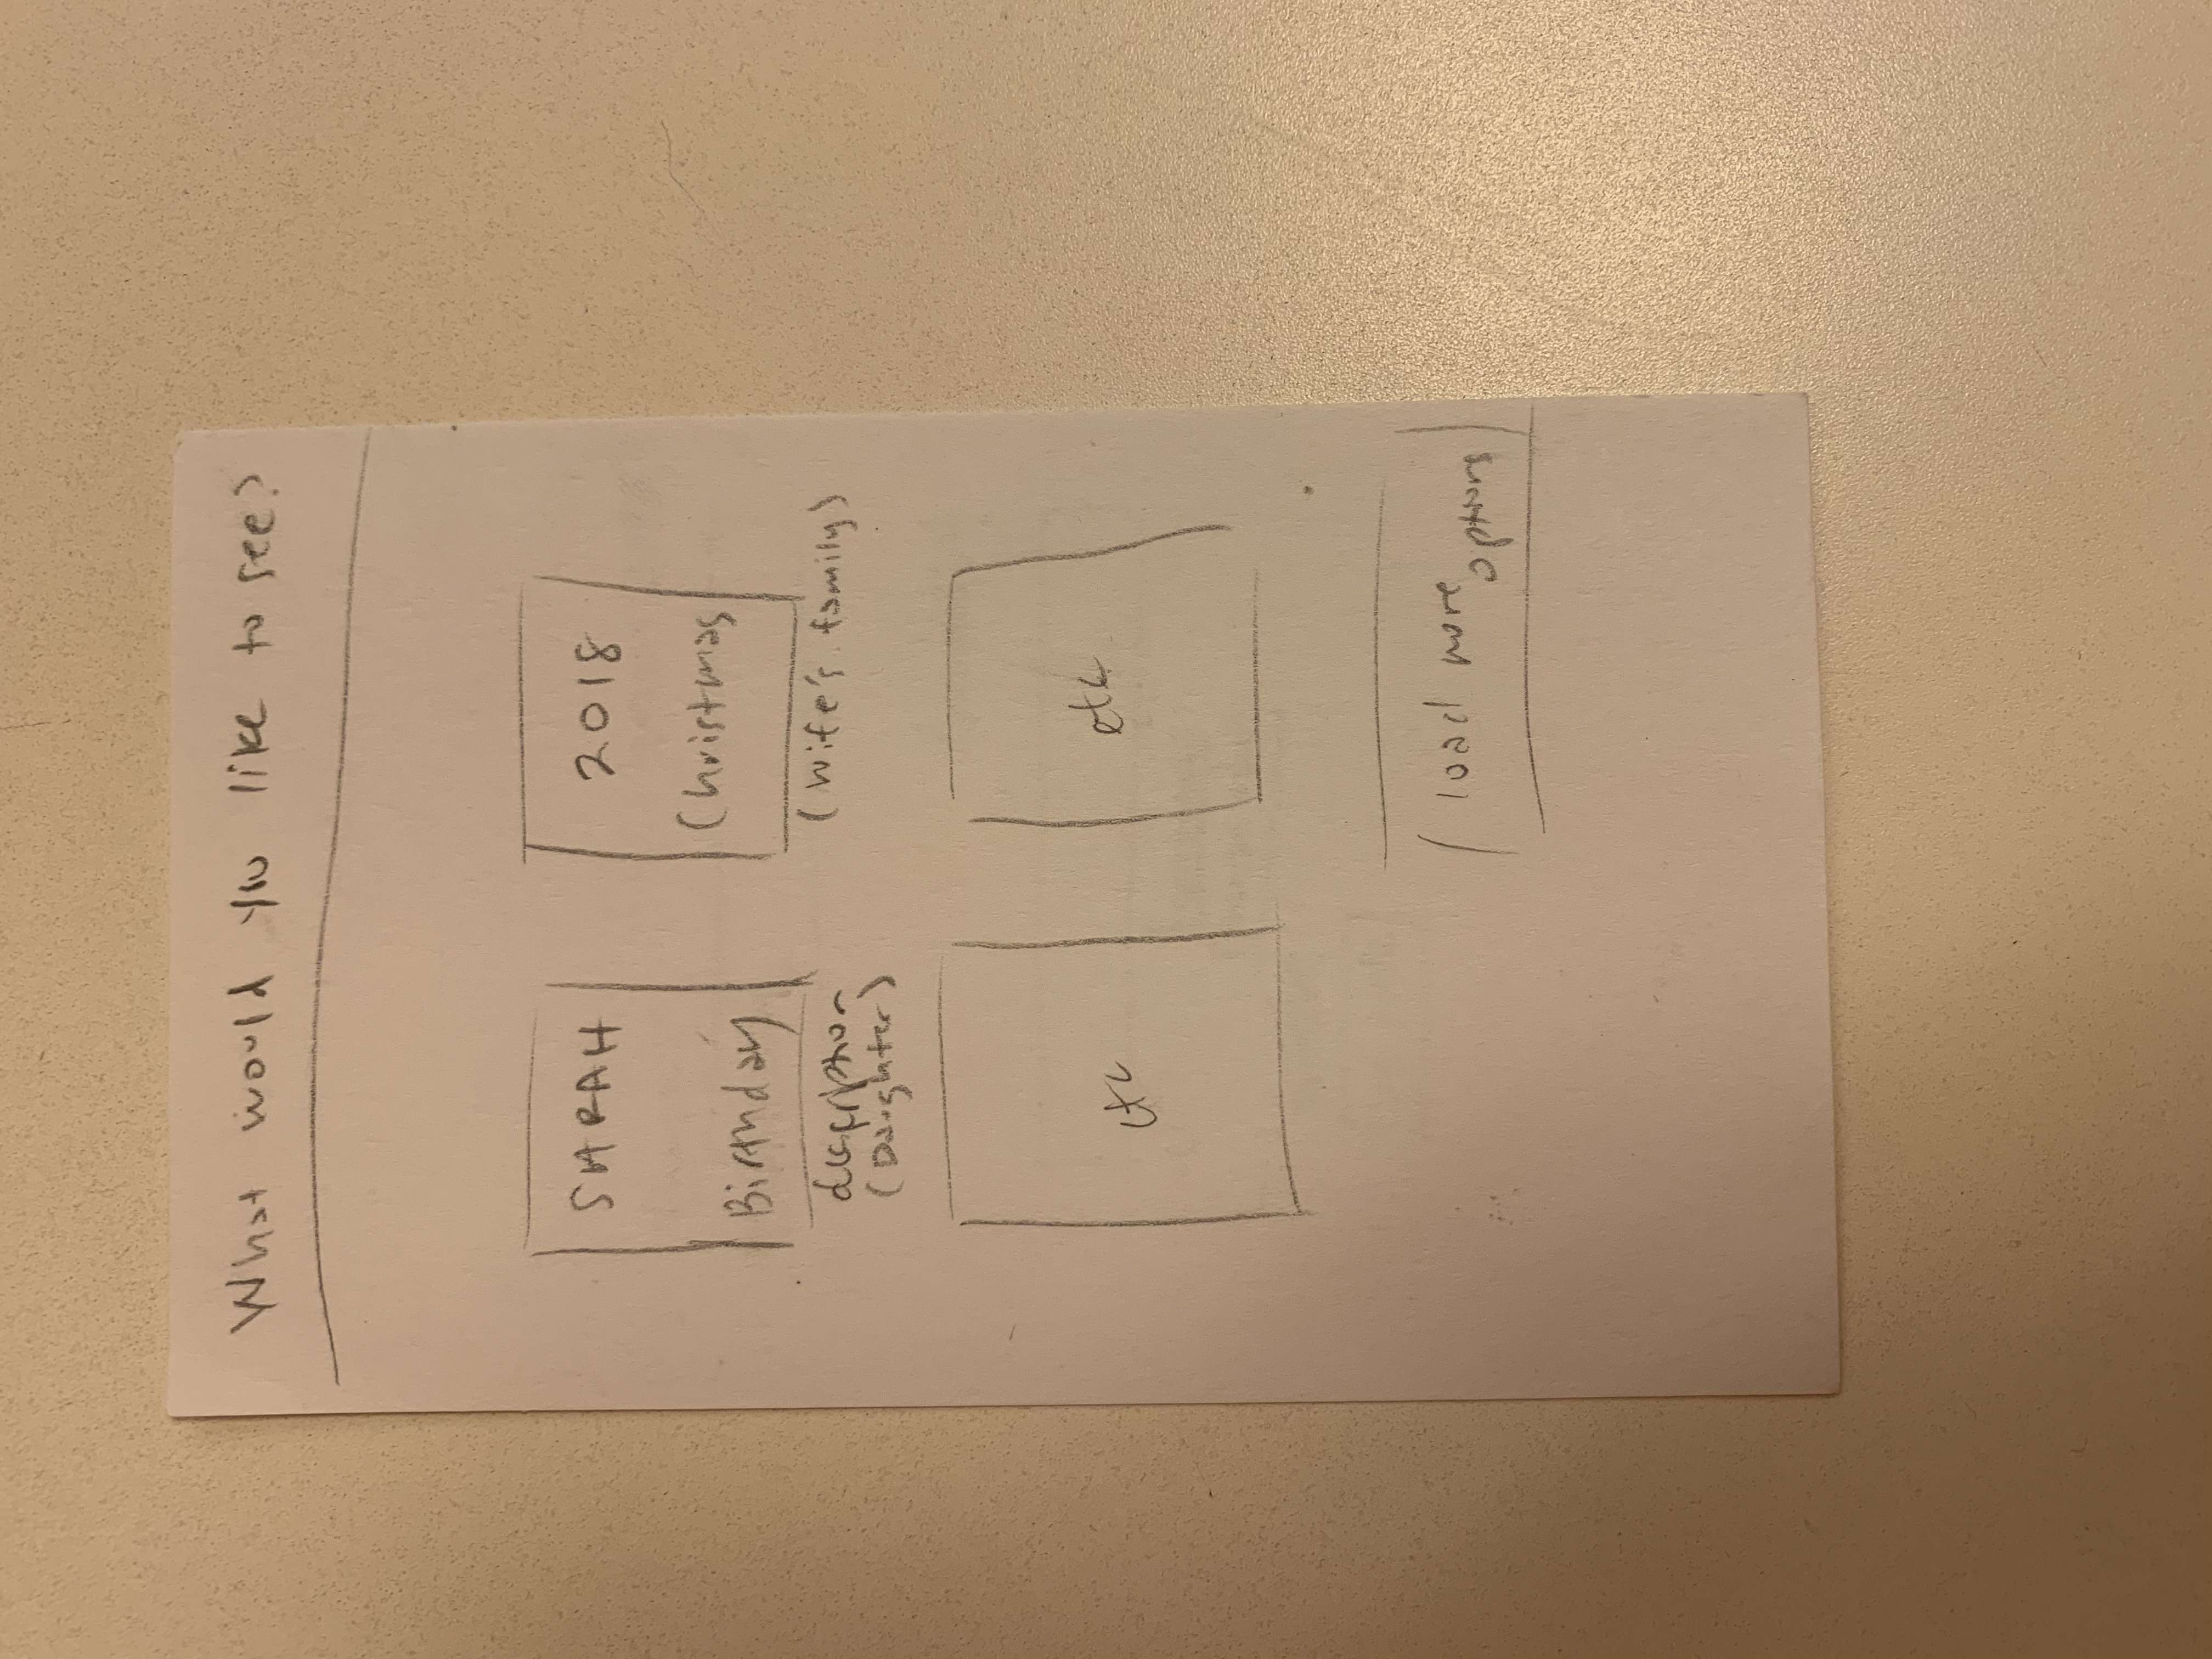 What would you like to see?
SARAH
Birthday
description
(Daughter)
2018
Christmas
(wife's family)
etc
etc
load more
options